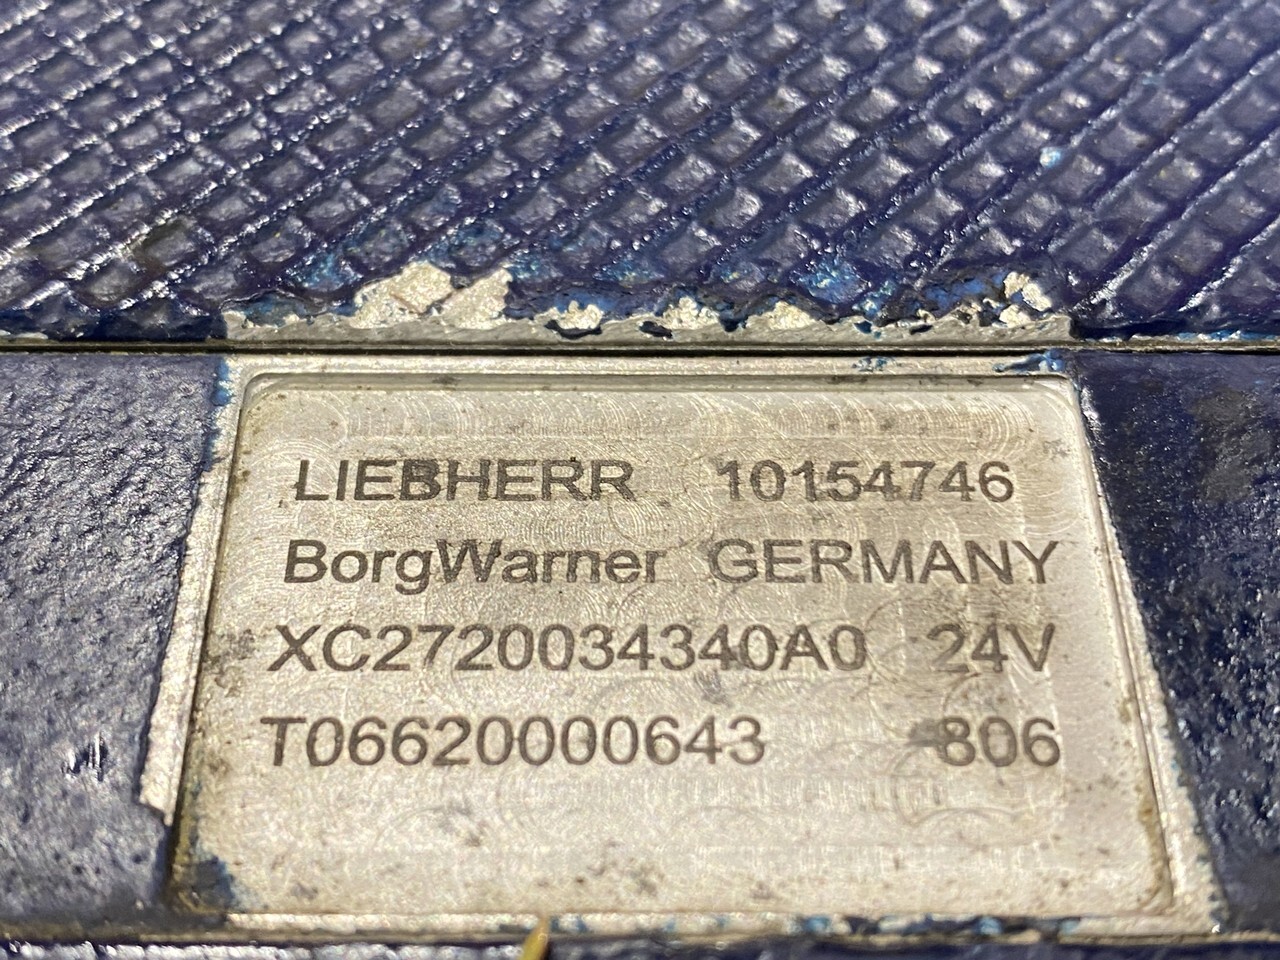 LIEBHERR 10154746
BorgWarner GERMANY
XC2720034340A0 24V
T06620000643 806